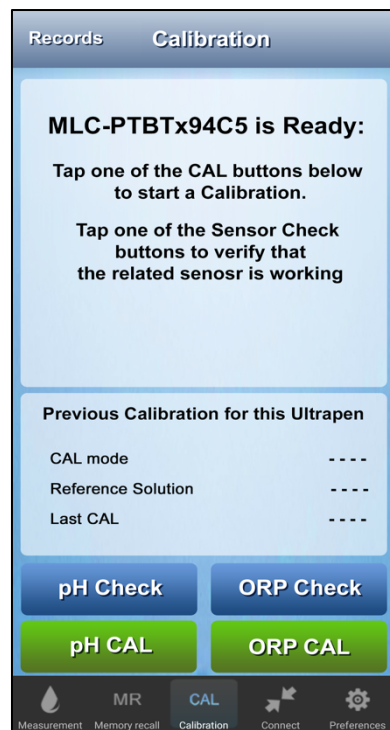 Records Calibration
MLC-PTBTx94C5 is Ready:
Tap one of the CAL buttons below
to start a Calibration.
Tap one of the Sensor Check
buttons to verify that
the related senosr is working
Previous Calibration for this Ultrapen
CAL mode - - - -
Reference Solution - - - -
Last CAL - - - -
pH Check ORP Check
pH CAL ORP CAL
MR CAL
Measurement Memory recall Calibration Connect Preferences